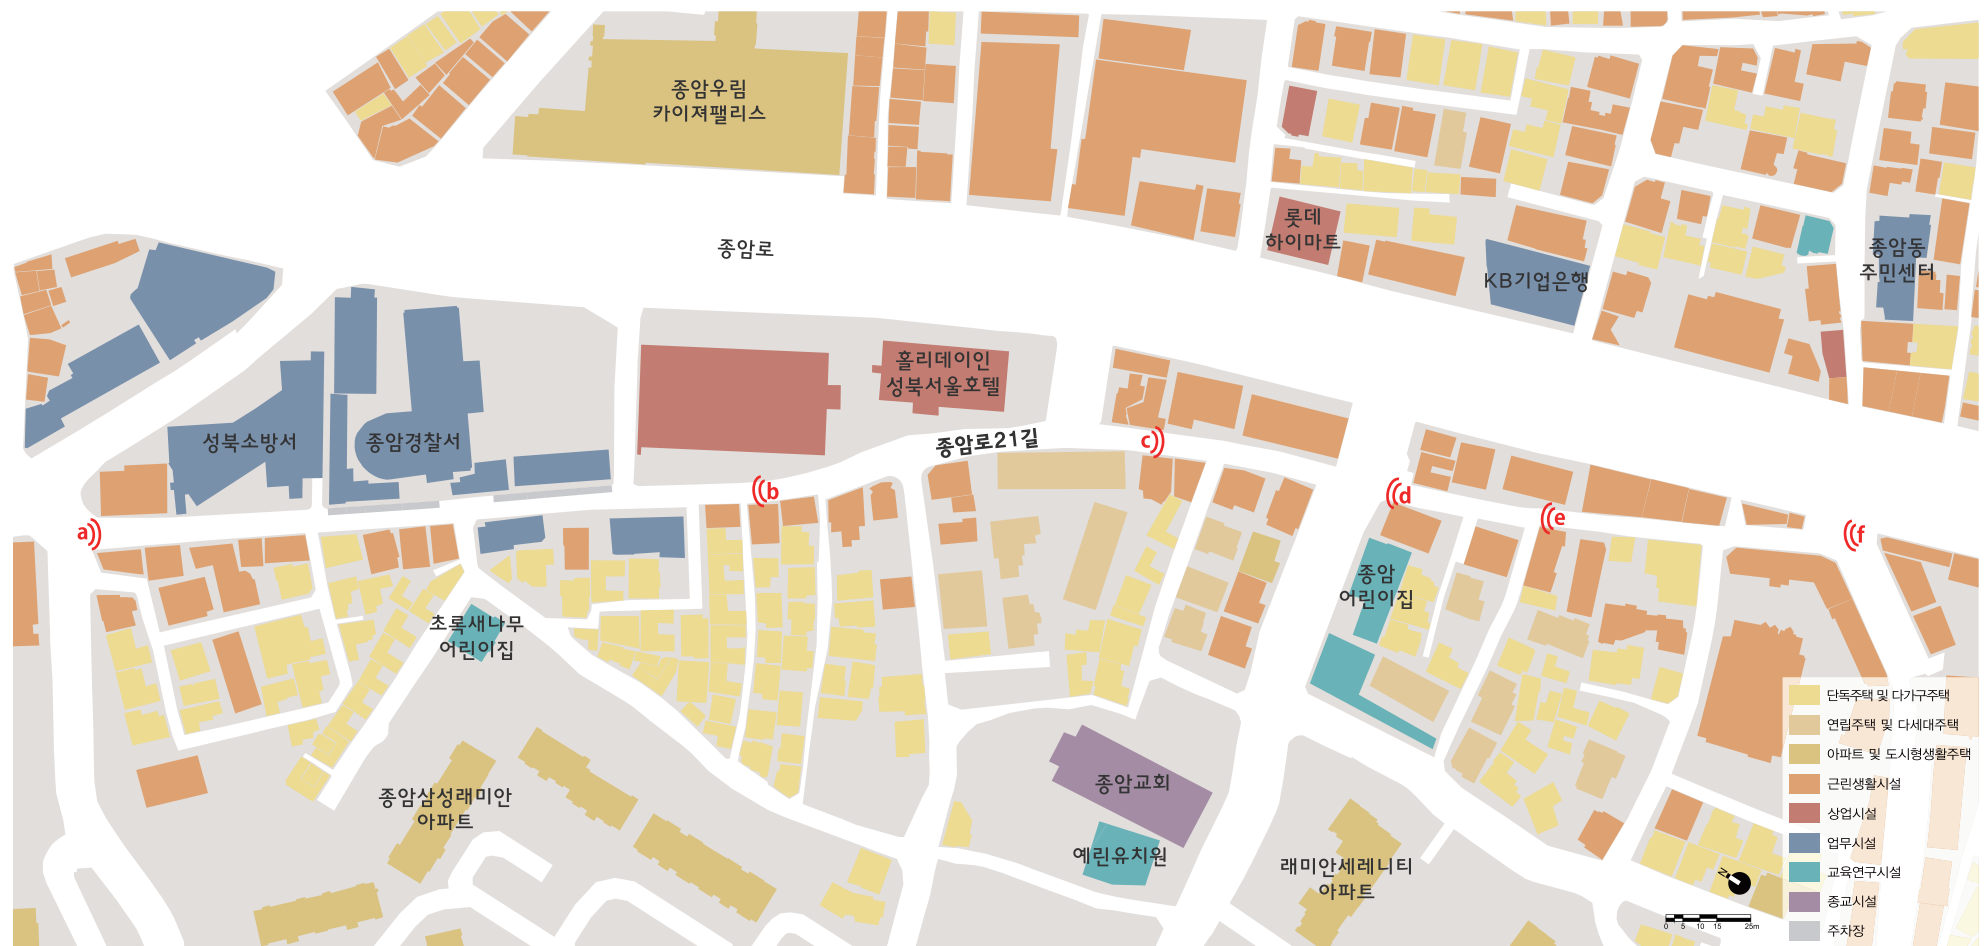 종암우림
카이져팰리스
종암로
롯데
하이마트
KB기업은행
종암동
주민센터
홀리데이인
성북서울호텔
성북소방서
종암경찰서
종암로21길
a
b
c
d
e
f
초록새나무
어린이집
종암
어린이집
종암삼성래미안
아파트
종암교회
예린유치원
래미안세레니티
아파트
단독주택 및 다가구주택
연립주택 및 다세대주택
아파트 및 도시형생활주택
근린생활시설
상업시설
업무시설
교육연구시설
종교시설
주차장
N
0 5 10 15 25m